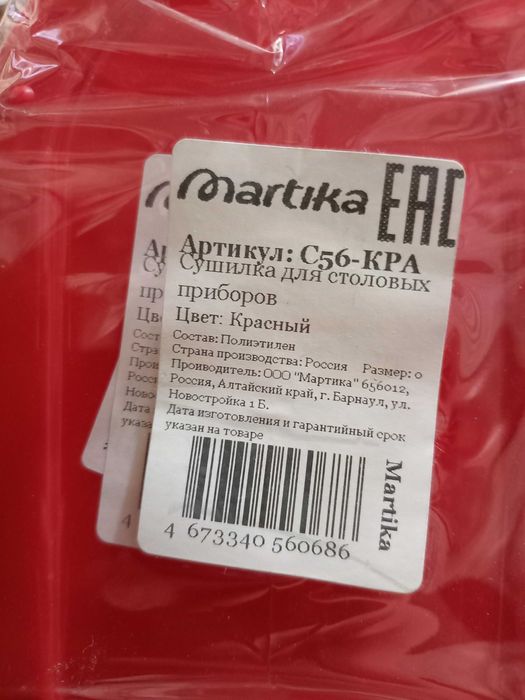 Martika EAC
Артикул: C56-КРА
Сушилка для столовых
приборов
Цвет: Красный
Состав: Полиэтилен
Страна производства: Россия Размер: 0
Проиводитель: ООО "Мартика" 656012,
Россия, Алтайский край, г. Барнаул, ул.
Новостройка 1 Б.
Дата изготовления и гарантийный срок
указан на товаре
4 673340 560686
Martika